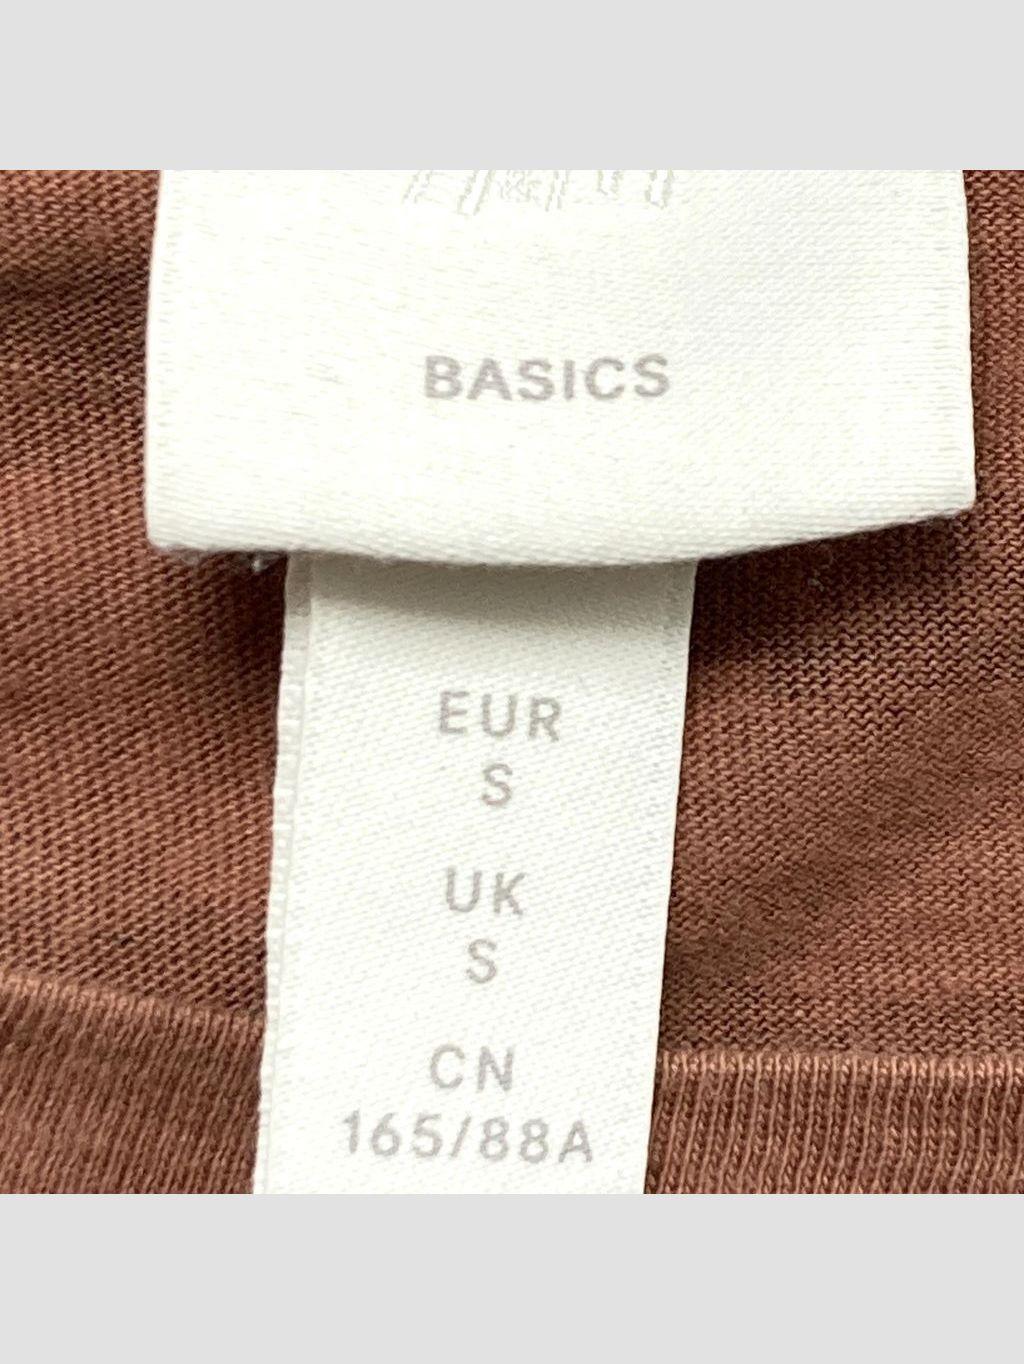 H&M
BASICS
EUR
S
UK
S
CN
165/88A